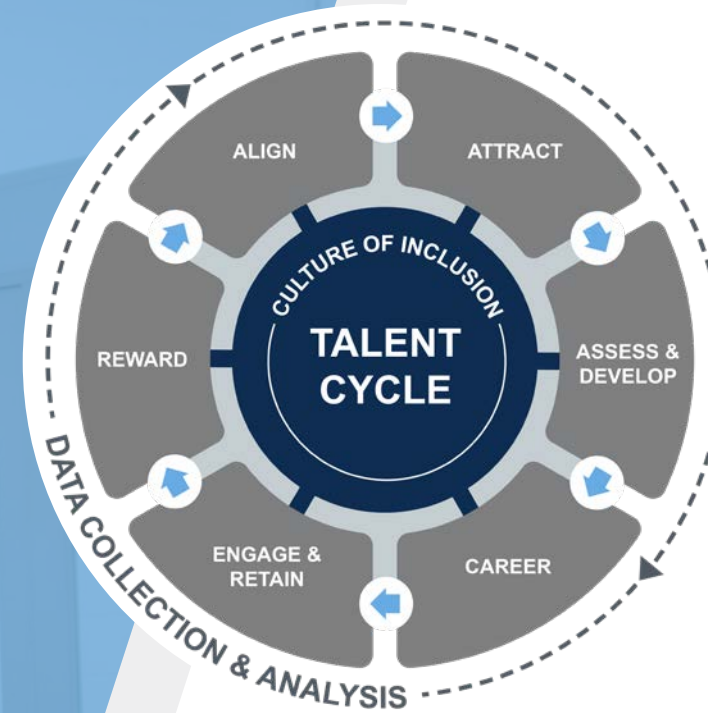 ALIGN
ATTRACT
CULTURE OF INCLUSION
TALENT
CYCLE
REWARD
ASSESS &
DEVELOP
ENGAGE &
RETAIN
CAREER
DATA COLLECTION & ANALYSIS